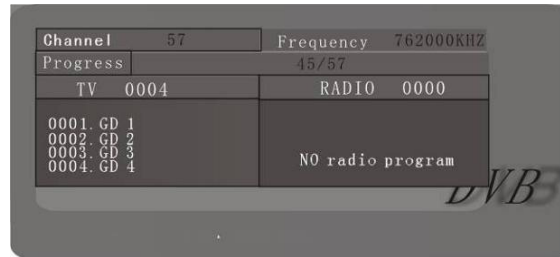 Channel 57 Frequency 762000KHZ
Progress 45/57
TV 0004 RADIO 0000
0001. GD 1
0002. GD 2
0003. GD 3
0004. GD 4
NO radio program
DVB